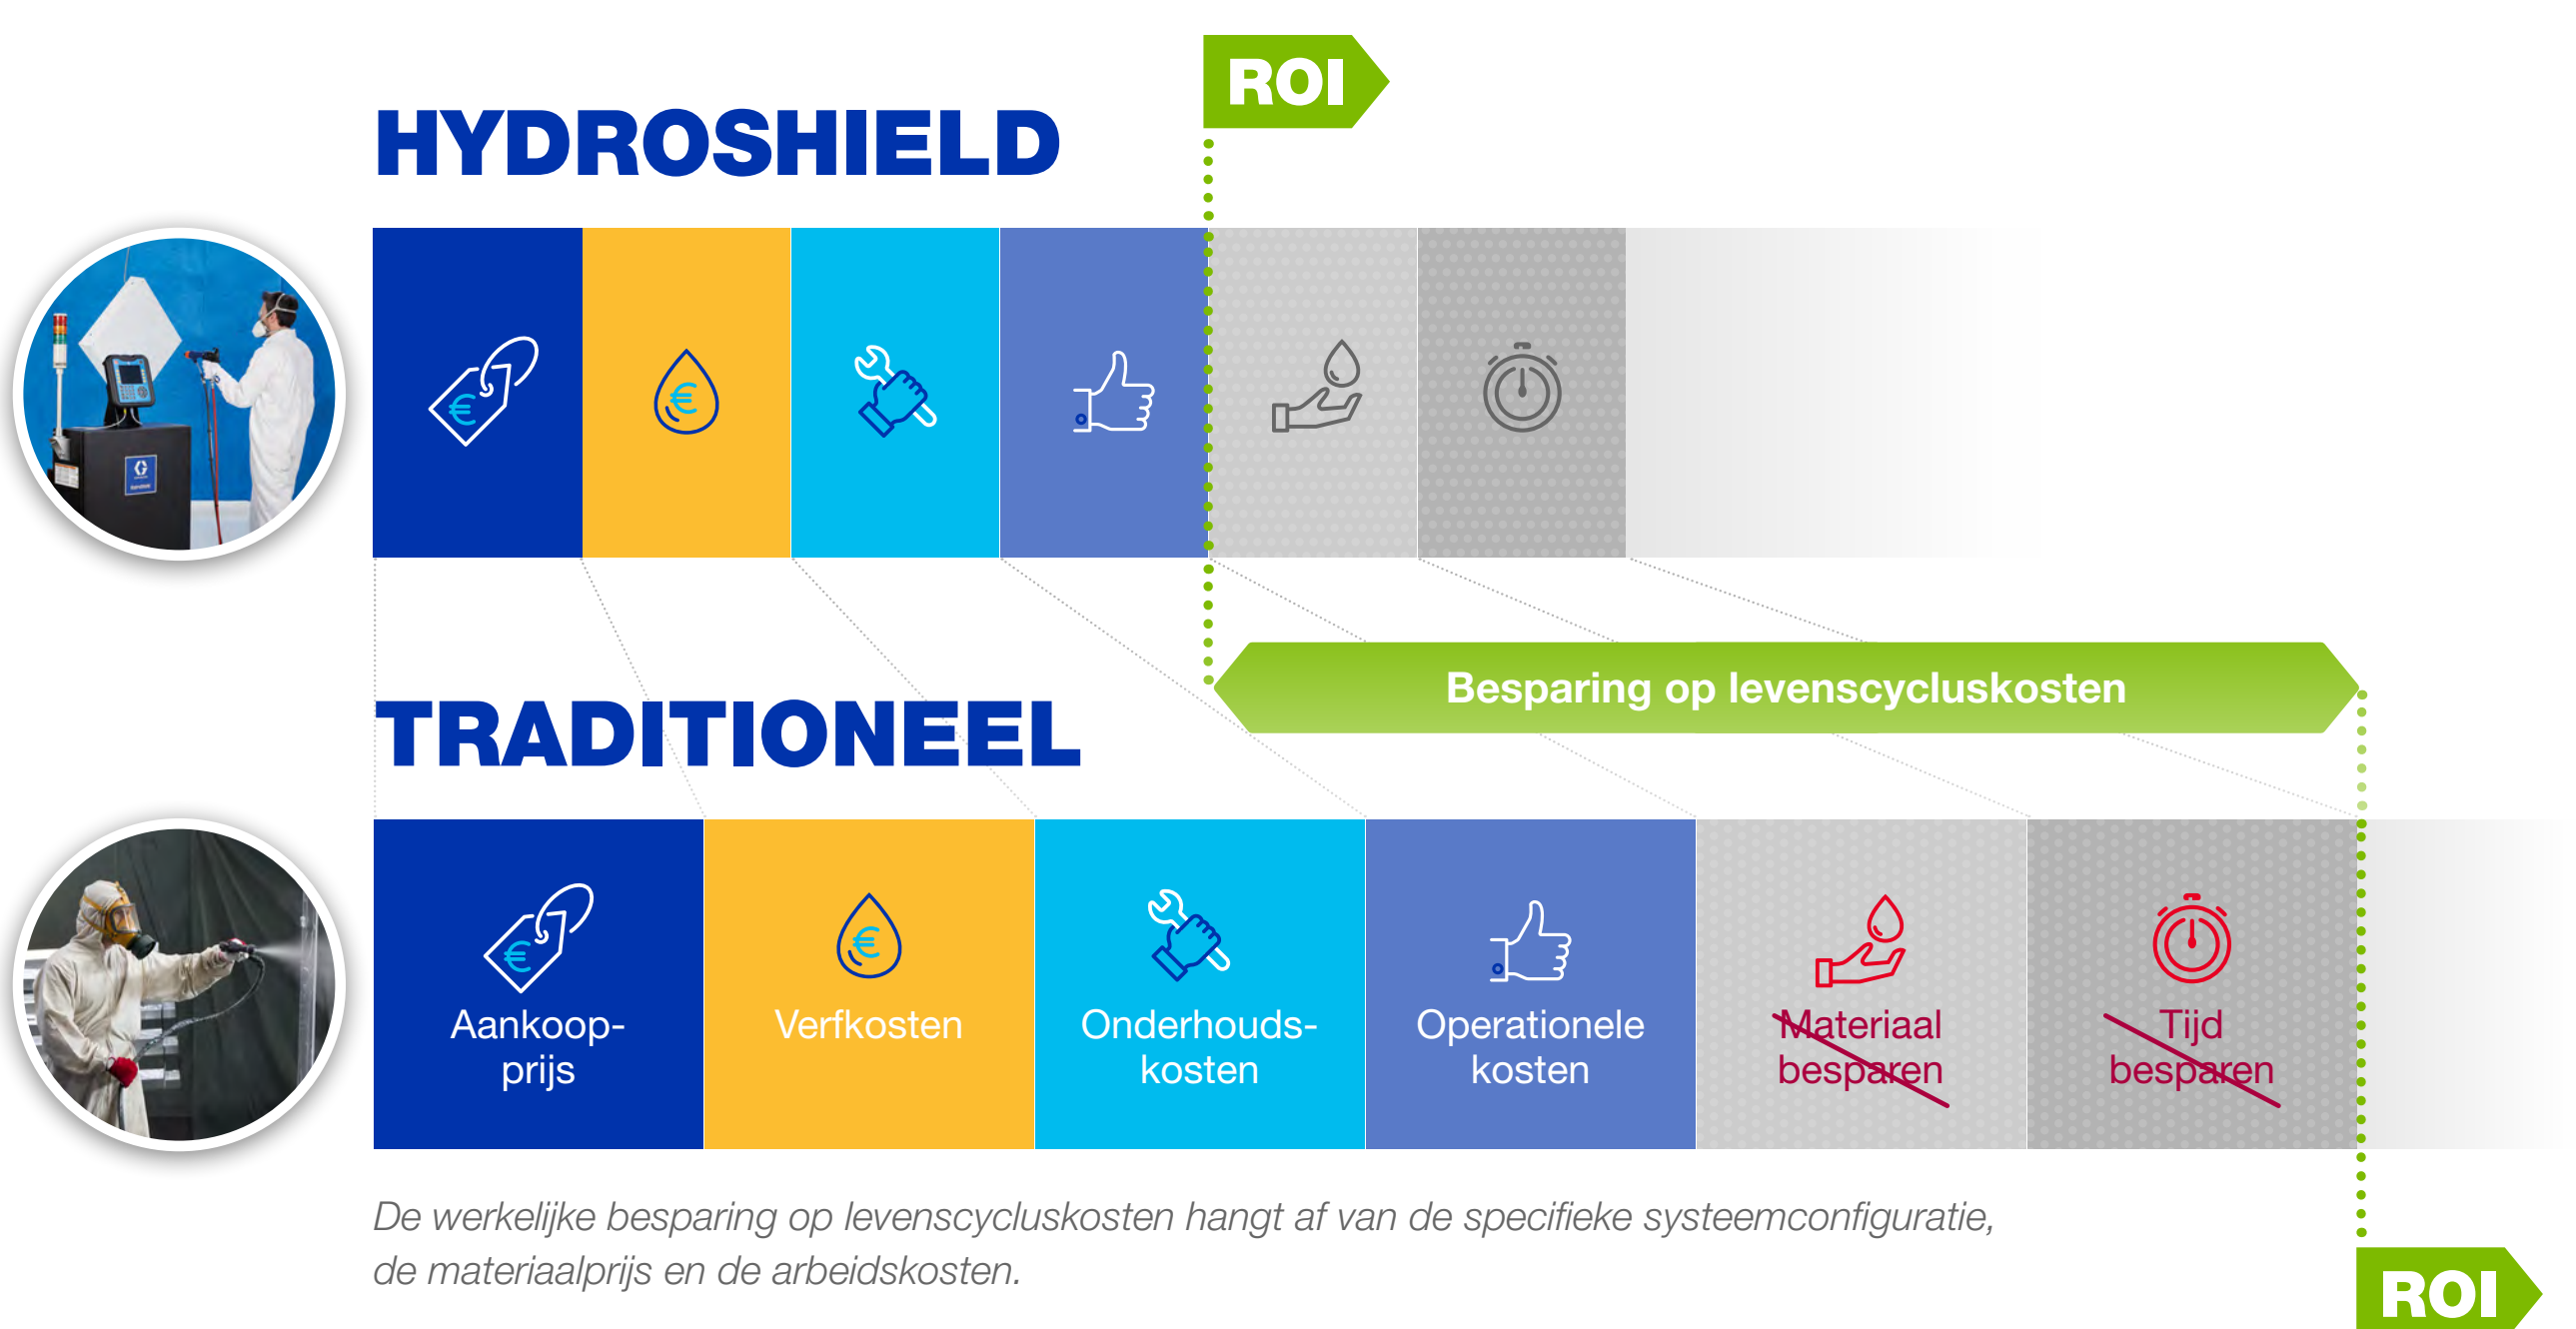 ROI
HYDROSHIELD
€
€
Besparing op levenscycluskosten
TRADITIONEEL
€
€
Aankoop-
prijs
Verfkosten
Onderhouds-
kosten
Operationele
kosten
Materiaal
besparen
Tijd
besparen
De werkelijke besparing op levenscycluskosten hangt af van de specifieke systeemconfiguratie,
de materiaalprijs en de arbeidskosten.
ROI